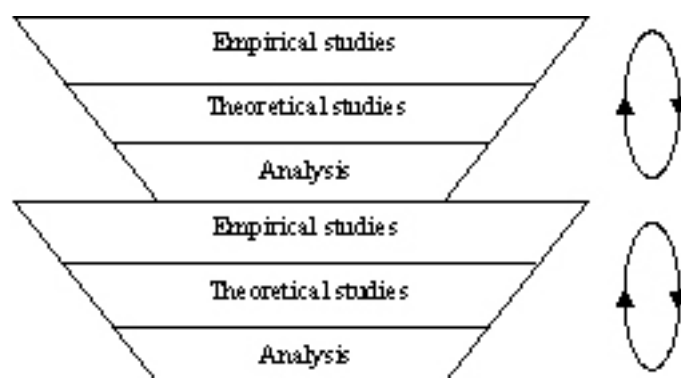 Empirical studies
Theoretical studies
Analysis
Empirical studies
Theoretical studies
Analysis